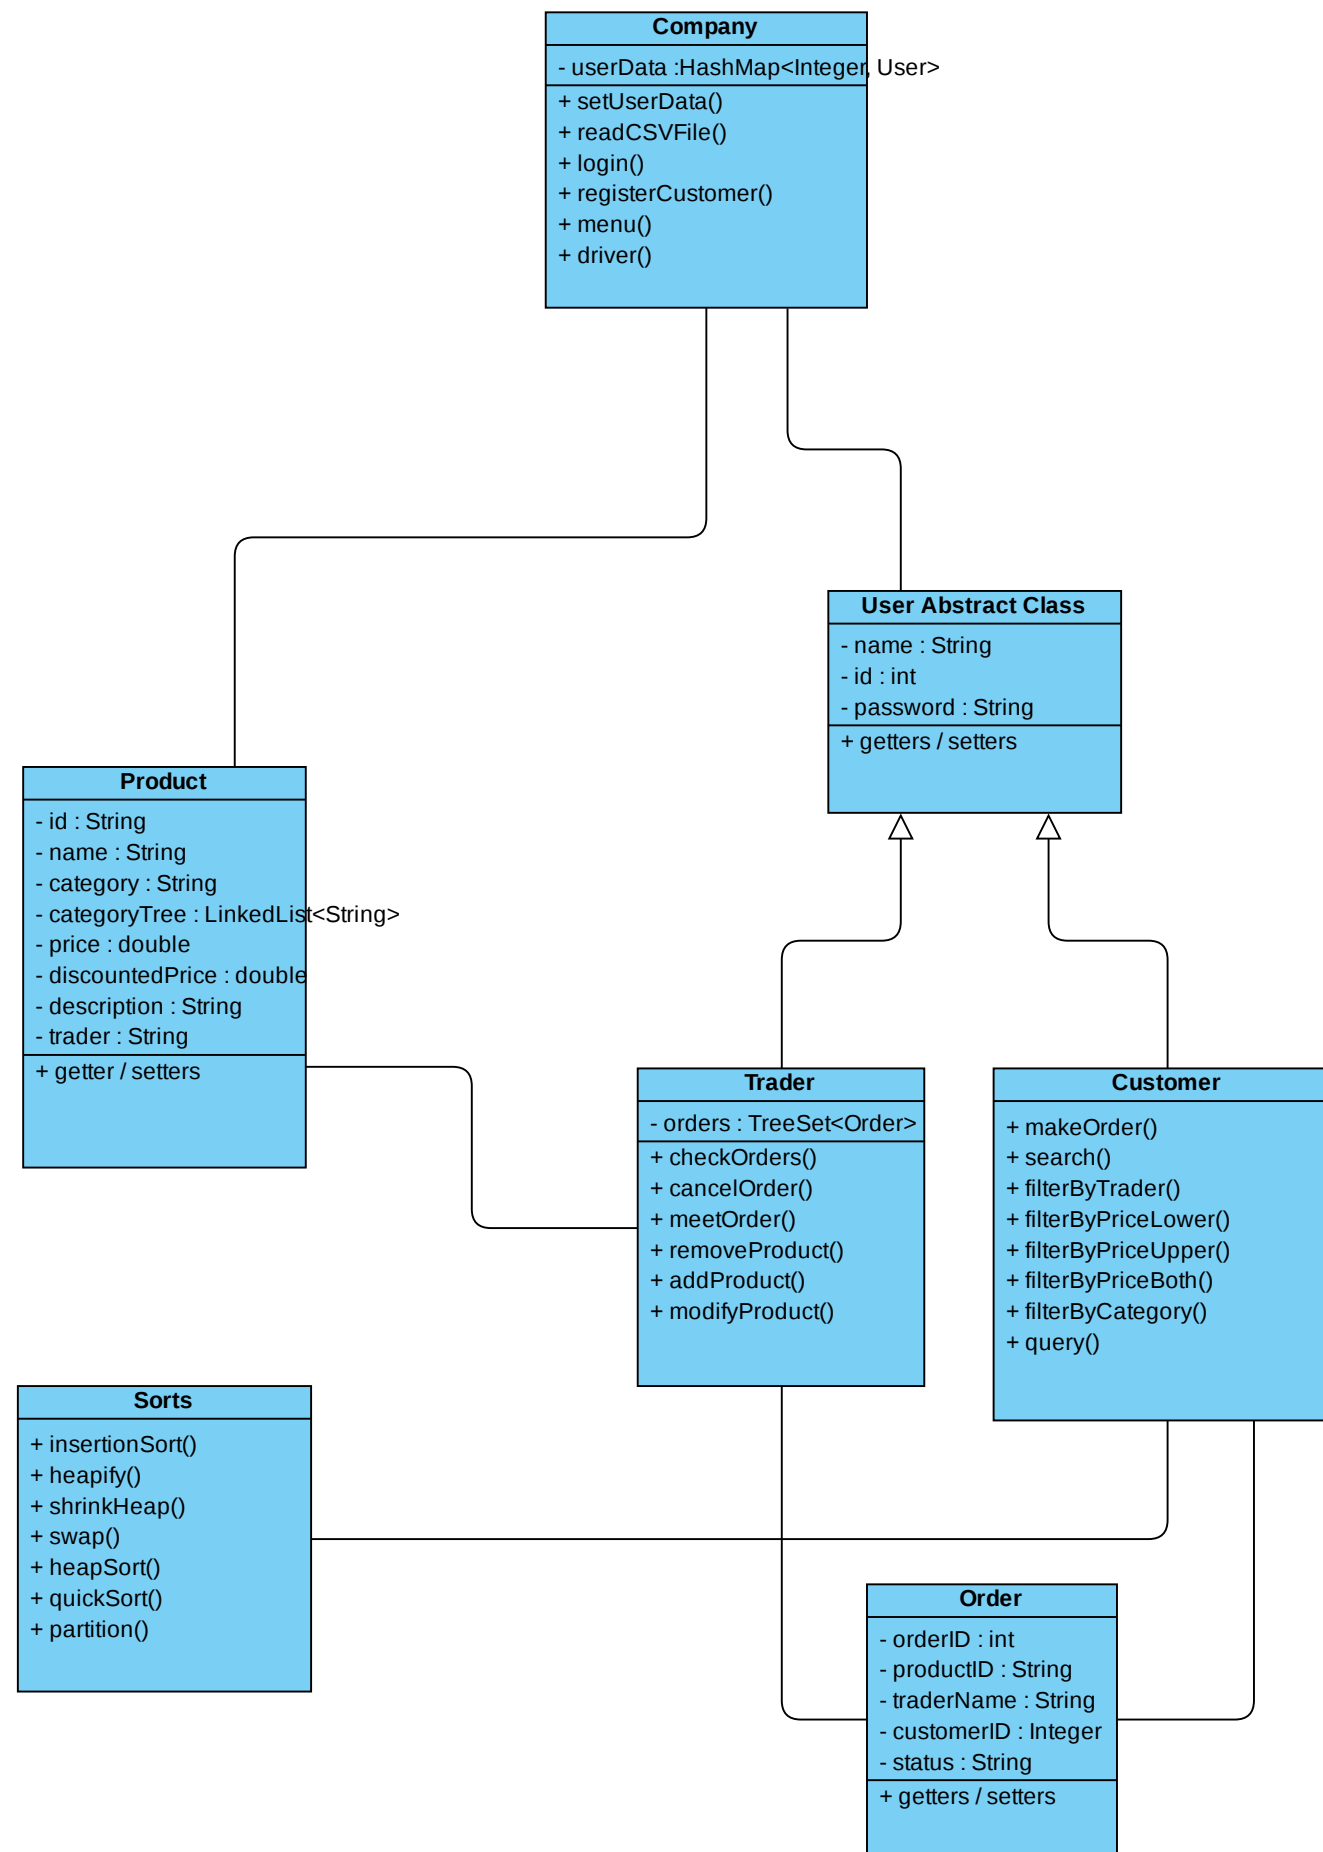 Company
- userData :HashMap<Integer, User>
+ setUserData()
+ readCSVFile()
+ login()
+ registerCustomer()
+ menu()
+ driver()
User Abstract Class
- name : String
- id : int
- password : String
+ getters / setters
Product
- id : String
- name : String
- category : String
- categoryTree : LinkedList<String>
- price : double
- discountedPrice : double
- description : String
- trader : String
+ getter / setters
Trader
- orders : TreeSet<Order>
+ checkOrders()
+ cancelOrder()
+ meetOrder()
+ removeProduct()
+ addProduct()
+ modifyProduct()
Customer
+ makeOrder()
+ search()
+ filterByTrader()
+ filterByPriceLower()
+ filterByPriceUpper()
+ filterByPriceBoth()
+ filterByCategory()
+ query()
Sorts
+ insertionSort()
+ heapify()
+ shrinkHeap()
+ swap()
+ heapSort()
+ quickSort()
+ partition()
Order
- orderID : int
- productID : String
- traderName : String
- customerID : Integer
- status : String
+ getters / setters